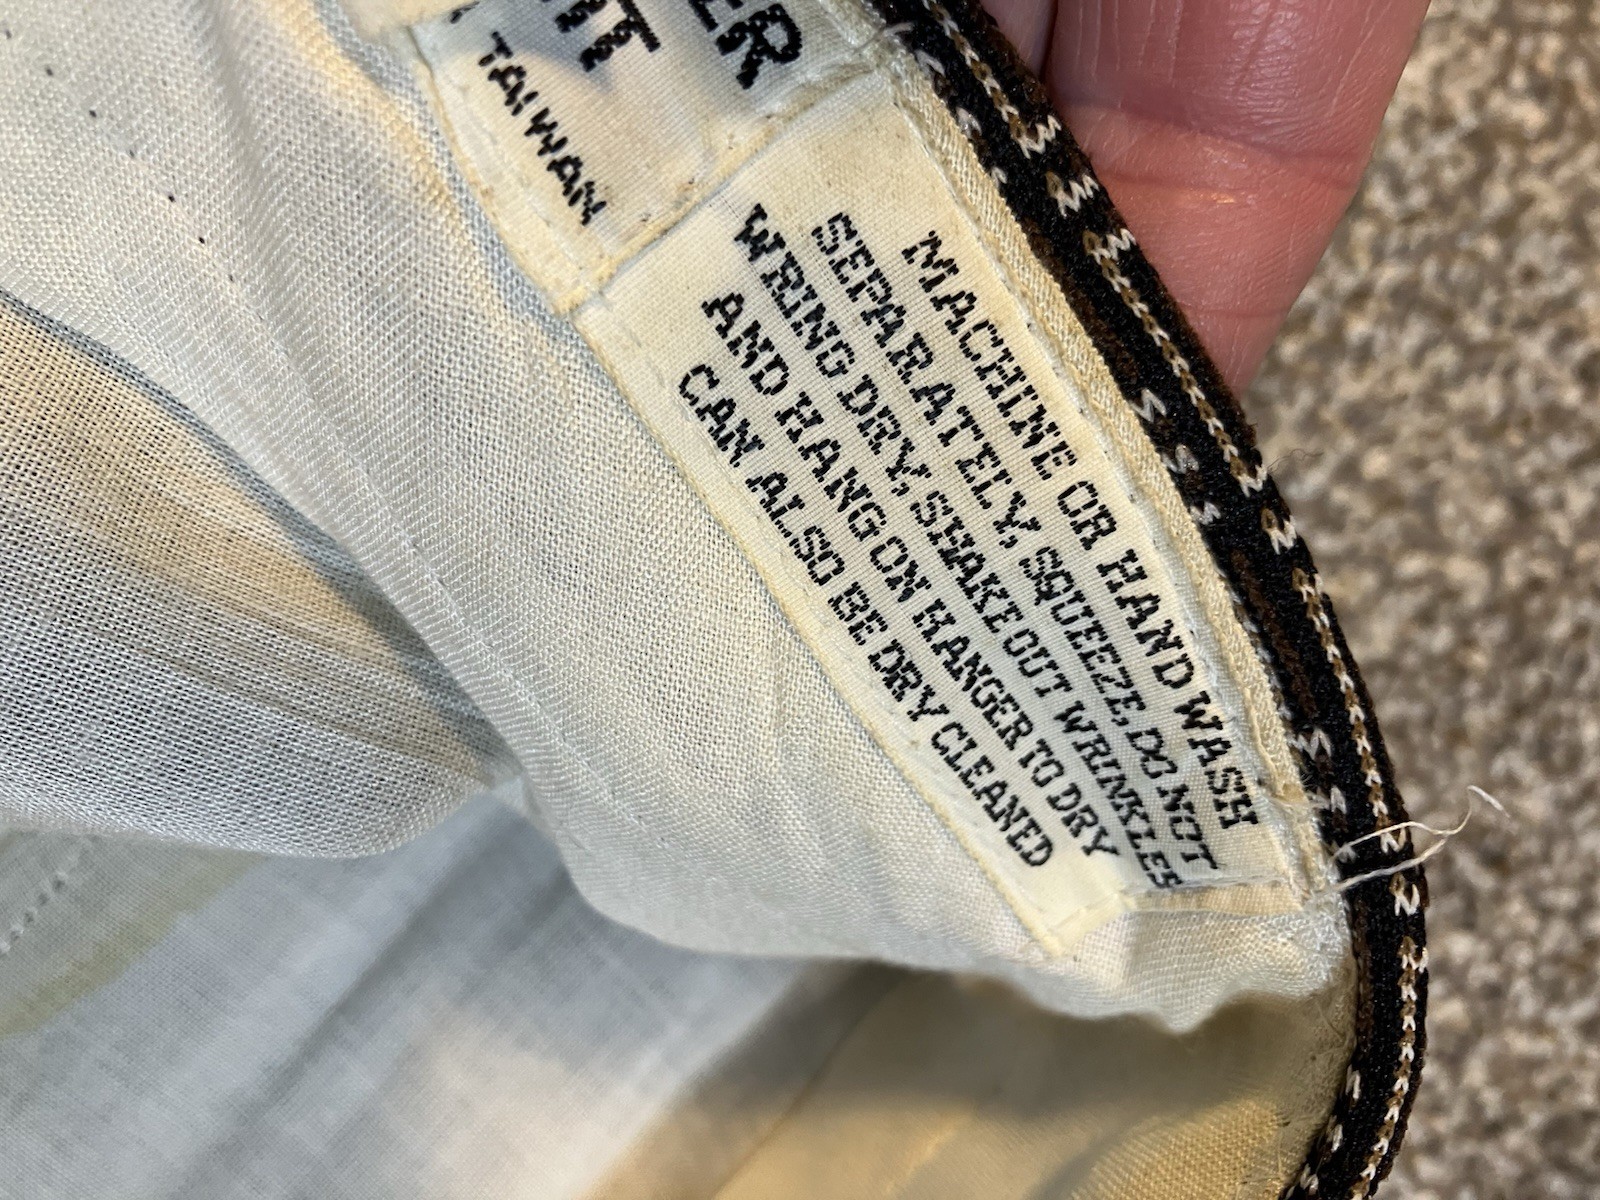 TAIWAN
MACHINE OR HAND WASH
SEPARATELY, SQUEEZE, DO NOT
WRING DRY, SHAKE OUT WRINKLES
AND HANG ON HANGER TO DRY
CAN ALSO BE DRY CLEANED